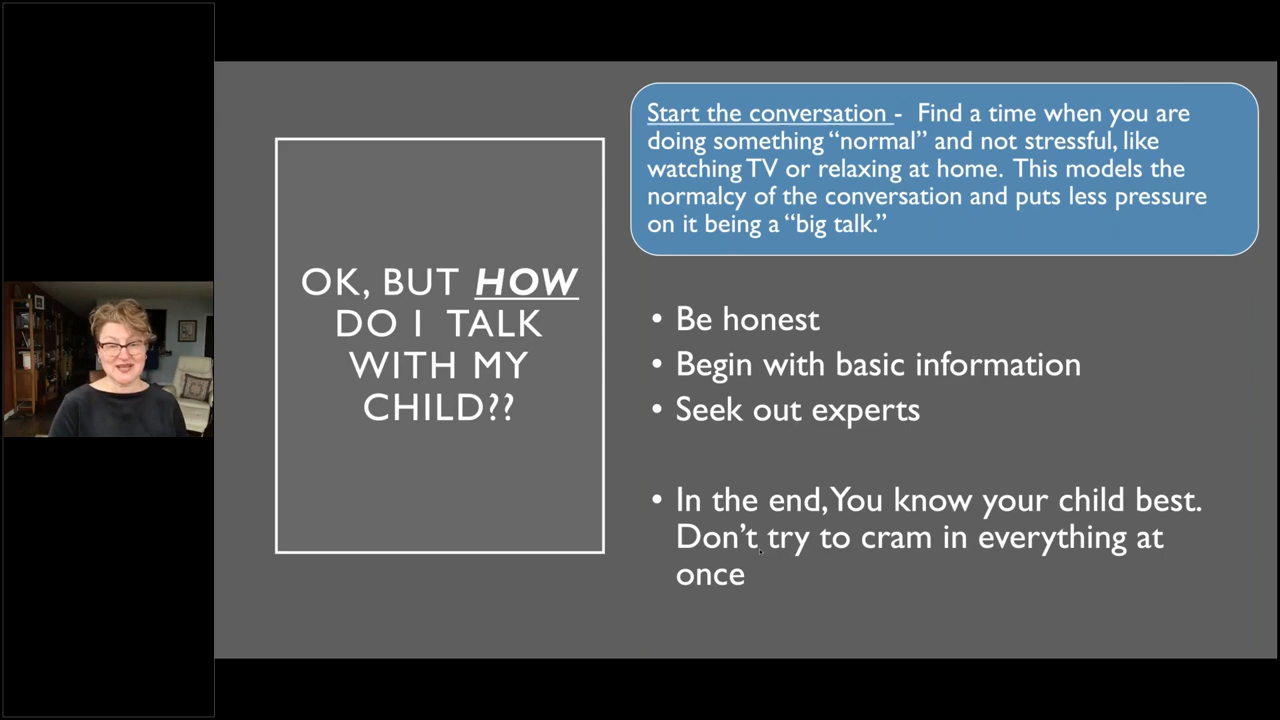 OK, BUT HOW
DO I TALK
WITH MY
CHILD??
Start the conversation - Find a time when you are
doing something “normal” and not stressful, like
watching TV or relaxing at home. This models the
normalcy of the conversation and puts less pressure
on it being a “big talk.”
• Be honest
• Begin with basic information
• Seek out experts
• In the end, You know your child best.
Don’t try to cram in everything at
once